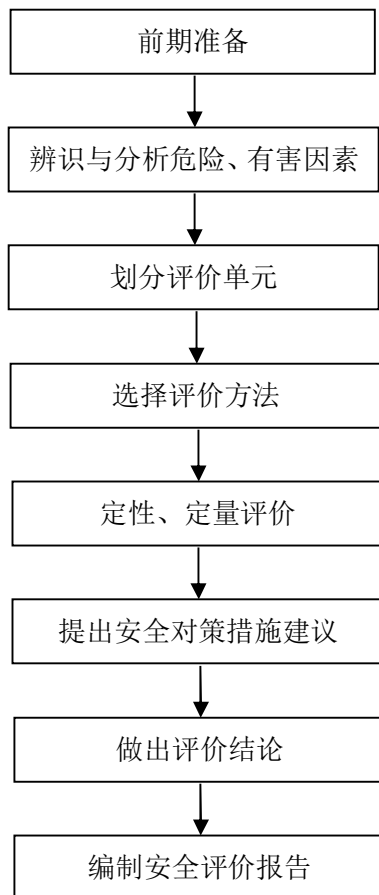 前期准备
辨识与分析危险、有害因素
划分评价单元
选择评价方法
定性、定量评价
提出安全对策措施建议
做出评价结论
编制安全评价报告